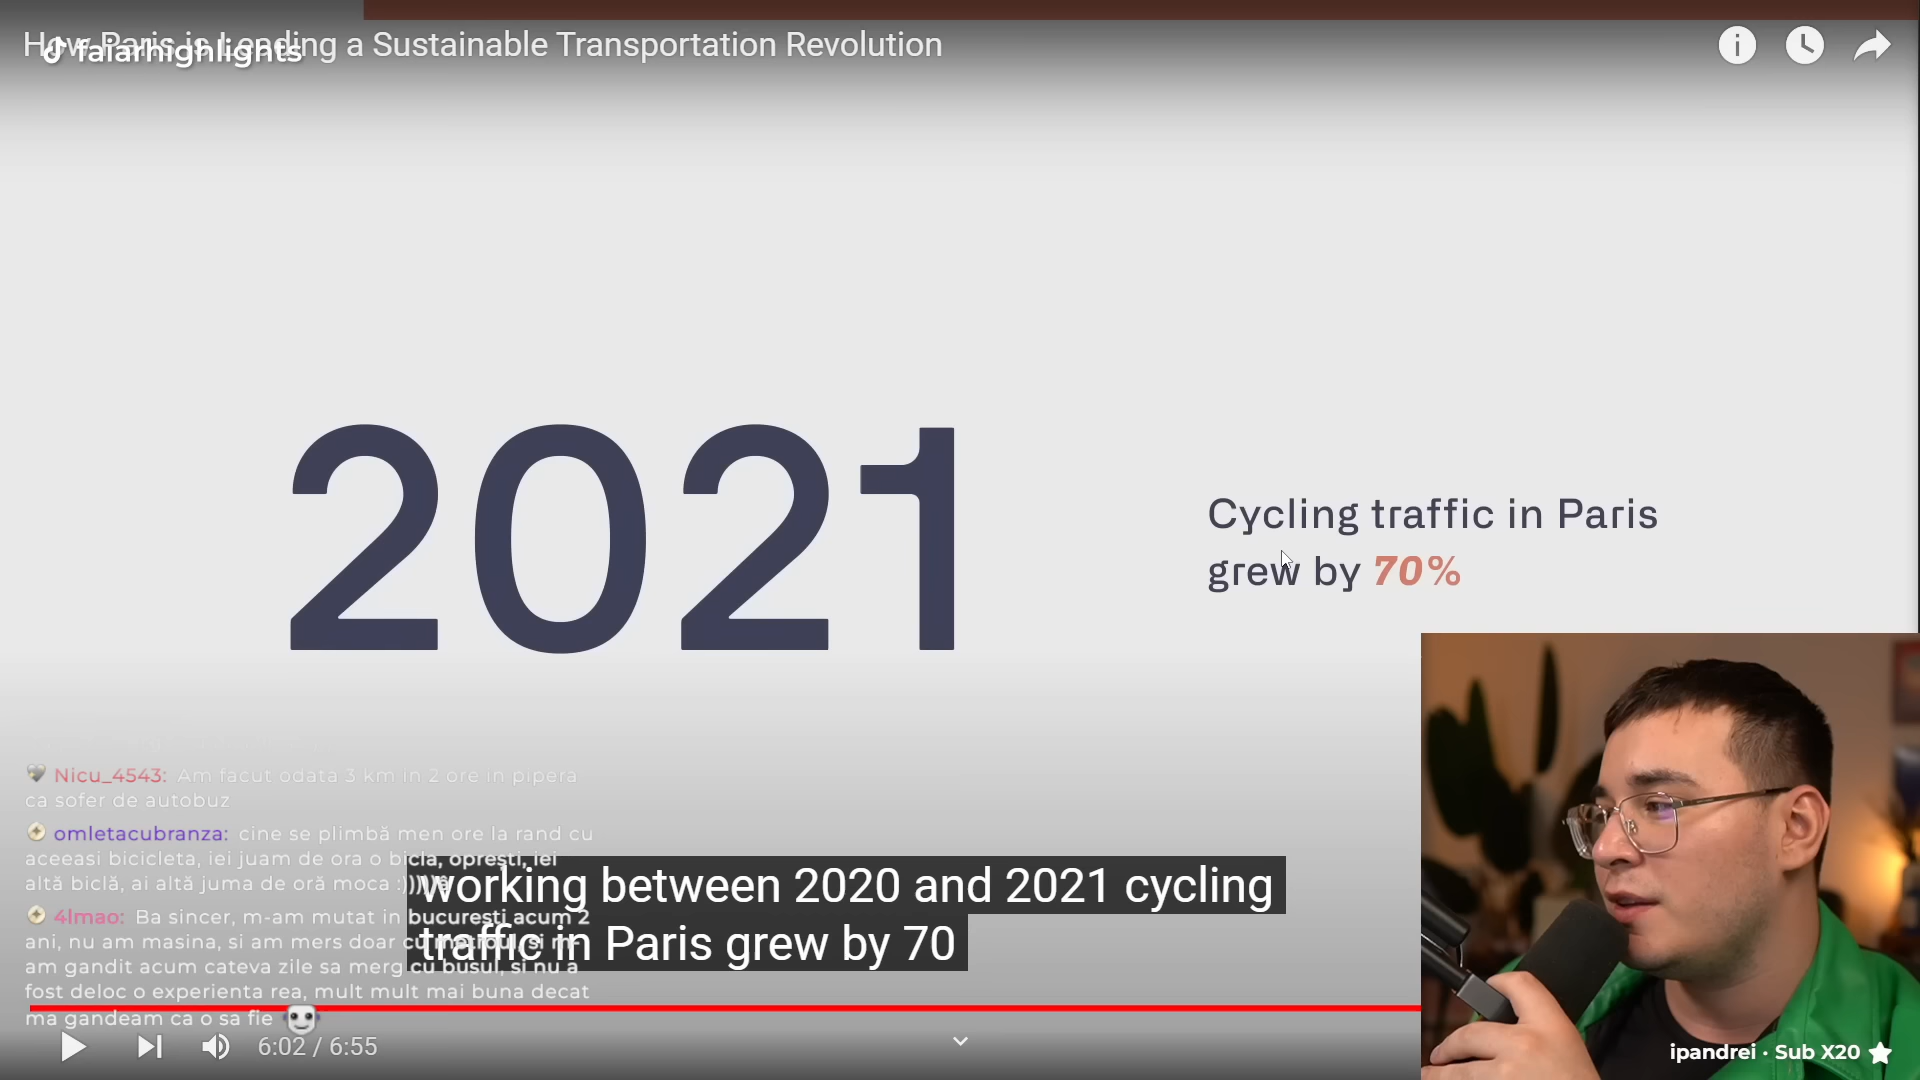 How Paris is Leading a Sustainable Transportation Revolution
faiarhighlights
2021
Cycling traffic in Paris
grew by 70%
Nicu_4543: Am facut odata 3 km in 2 ore in pipera
ca sofer de autobuz
omletacubranza: cine se plimbă men ore la rand cu
aceeasi bicicleta, iei juam de ora o bicla, oprești, iei
altă biclă, ai altă juma de oră moca :))))
4lmao: Ba sincer, m-am mutat in bucuresti acum 2
ani, nu am masina, si am mers doar cu metroul, si m-
am gandit acum cateva zile sa merg cu busul, si nu a
fost deloc o experienta rea, mult mult mai buna decat
ma gandeam ca o sa fie
working between 2020 and 2021 cycling
traffic in Paris grew by 70
6:02 / 6:55
ipandrei · Sub X20